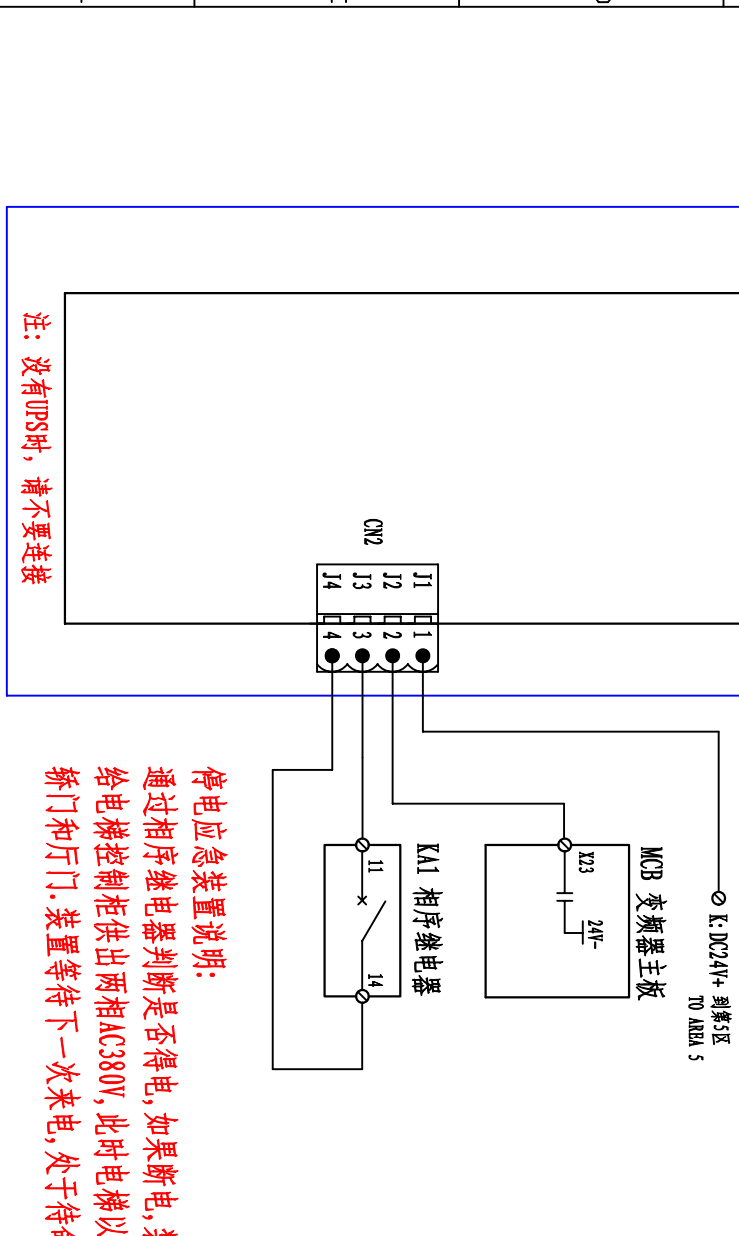 K: DC24V+ 到第5区
TO AREA 5
MCB 变频器主板
X23
24V-
KA1 相序继电器
11
14
CN2
J1
J2
J3
J4
1
2
3
4
停电应急装置说明:
通过相序继电器判断是否得电,如果断电,
给电梯控制柜供出两相AC380V,此时电梯以
轿门和厅门.装置等待下一次来电,处于待
注: 没有UPS时, 请不要连接